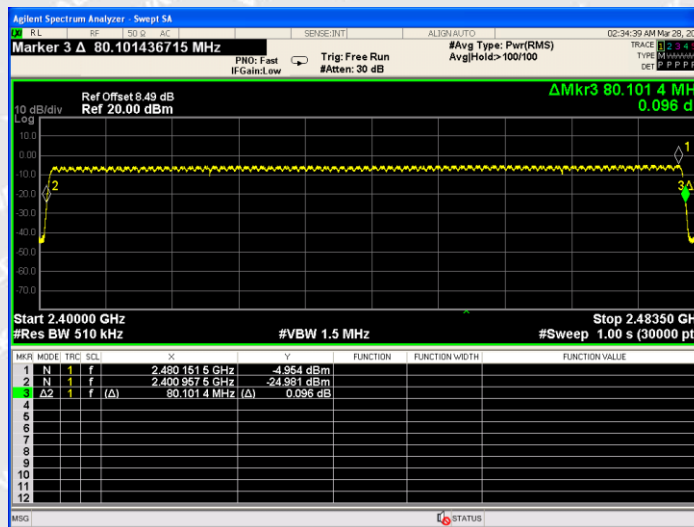 Agilent Spectrum Analyzer - Swept SA
RL RF 50 Ω AC SENSE:INT ALIGN AUTO 02:34:39 AM Mar 28, 20
Marker 3 Δ 80.101436715 MHz
PNO: Fast
IFGain:Low
Trig: Free Run
#Atten: 30 dB
#Avg Type: Pwr(RMS)
Avg|Hold:>100/100
TRACE 1 2 3 4 5
TYPE M
DET P P P P P
Ref Offset 8.49 dB
Ref 20.00 dBm
ΔMkr3 80.101 4 MH
0.096 d
10 dB/div
Log
10.0
0.00
-10.0
-20.0
-30.0
-40.0
-50.0
-60.0
-70.0
1
2
3Δ
Start 2.40000 GHz
#Res BW 510 kHz
#VBW 1.5 MHz
Stop 2.48350 GH
#Sweep 1.00 s (30000 pt
MKR MODE TRC SCL X Y FUNCTION FUNCTION WIDTH FUNCTION VALUE
1 N 1 f 2.480 151 5 GHz -4.954 dBm
2 N 1 f 2.400 957 5 GHz -24.981 dBm
3 Δ2 1 f (Δ) 80.101 4 MHz (Δ) 0.096 dB
4
5
6
7
8
9
10
11
12
MSG STATUS